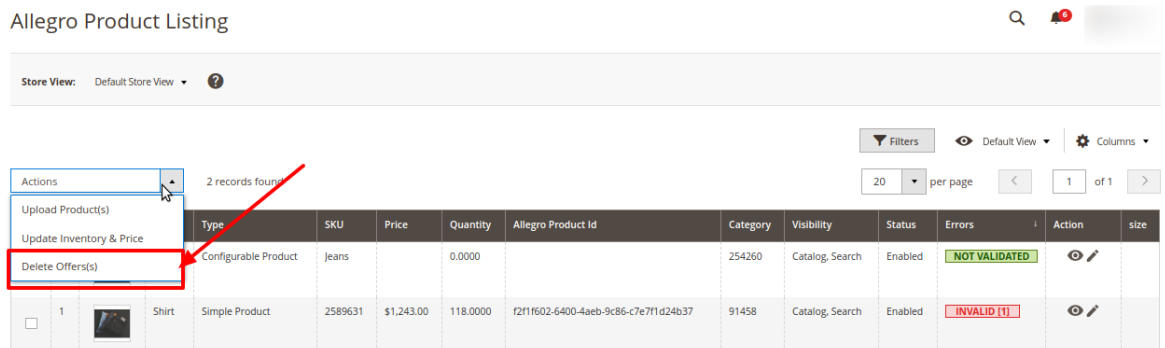 Allegro Product Listing
6
Store View: Default Store View ?
Filters Default View Columns
Actions 2 records found 20 per page 1 of 1
Upload Product(s)
Update Inventory & Price
Delete Offers(s)
Type SKU Price Quantity Allegro Product Id Category Visibility Status Errors ↓ Action size
Configurable Product Jeans 0.0000 254260 Catalog, Search Enabled NOT VALIDATED
1 Shirt Simple Product 2589631 $1,243.00 118.0000 f2f1f602-6400-4aeb-9c86-c7e7f1d24b37 91458 Catalog, Search Enabled INVALID [1]